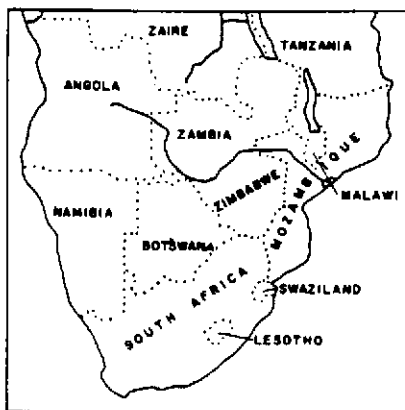 ZAIRE
TANZANIA
ANGOLA
ZAMBIA
MALAWI
MOZAMBIQUE
ZIMBABWE
NAMIBIA
BOTSWANA
SWAZILAND
SOUTH AFRICA
LESOTHO